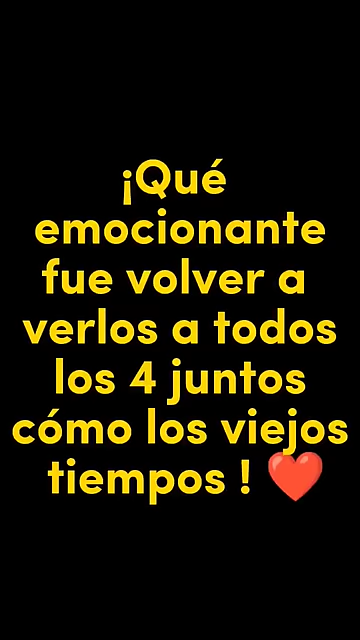 ¡Qué
emocionante
fue volver a
verlos a todos
los 4 juntos
cómo los viejos
tiempos ! ❤️